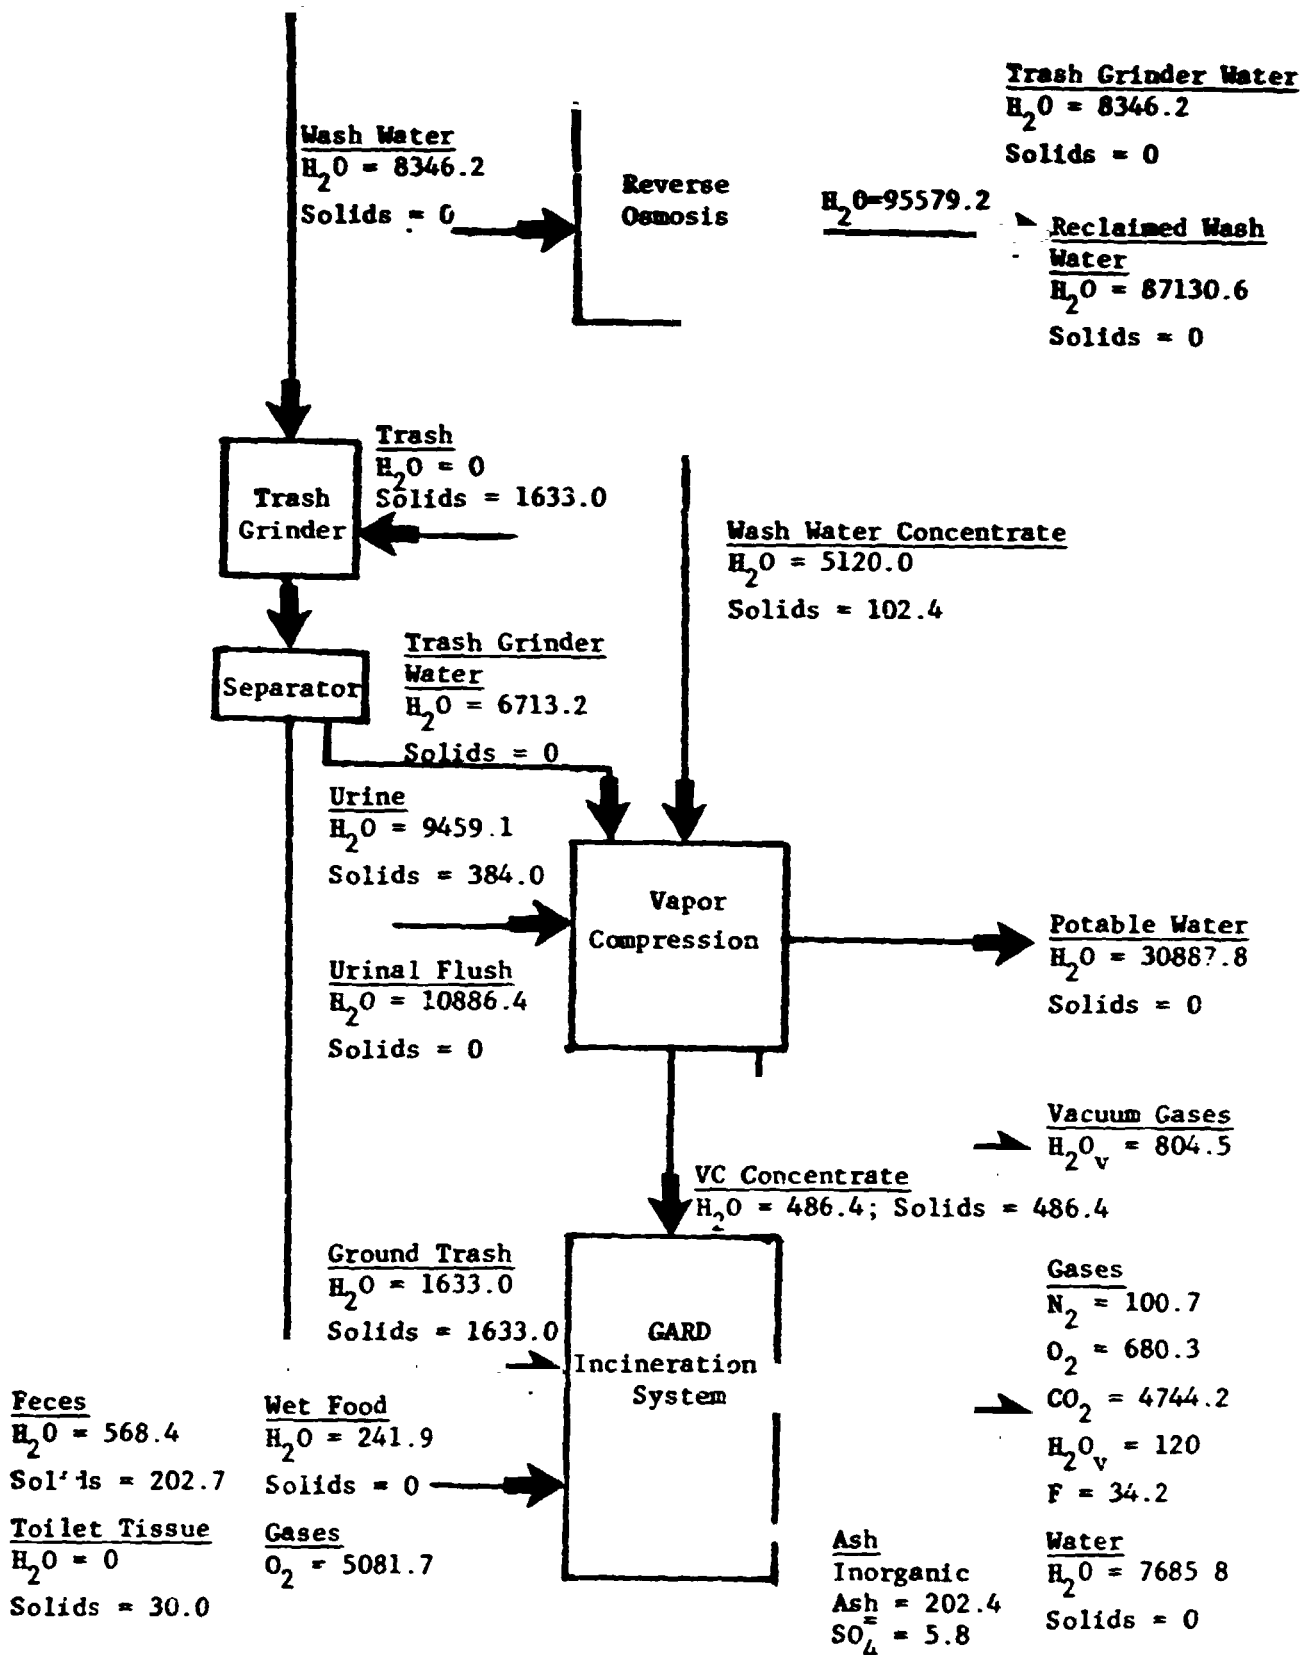 Trash Grinder Water
H2O = 8346.2
Solids = 0
Wash Water
H2O = 8346.2
Solids = 0
Reverse
Osmosis
H2O=95579.2
Reclaimed Wash
Water
H2O = 87130.6
Solids = 0
Trash
H2O = 0
Solids = 1633.0
Trash
Grinder
Wash Water Concentrate
H2O = 5120.0
Solids = 102.4
Trash Grinder
Water
H2O = 6713.2
Solids = 0
Separator
Urine
H2O = 9459.1
Solids = 384.0
Vapor
Compression
Urinal Flush
H2O = 10886.4
Solids = 0
Potable Water
H2O = 30887.8
Solids = 0
Vacuum Gases
H2Ov = 804.5
VC Concentrate
H2O = 486.4; Solids = 486.4
Ground Trash
H2O = 1633.0
Solids = 1633.0
GARD
Incineration
System
Gases
N2 = 100.7
O2 = 680.3
CO2 = 4744.2
H2Ov = 120
F = 34.2
Feces
H2O = 568.4
Solids = 202.7
Wet Food
H2O = 241.9
Solids = 0
Toilet Tissue
H2O = 0
Solids = 30.0
Gases
O2 = 5081.7
Ash
Inorganic
Ash = 202.4
SO4= = 5.8
Water
H2O = 7685 8
Solids = 0